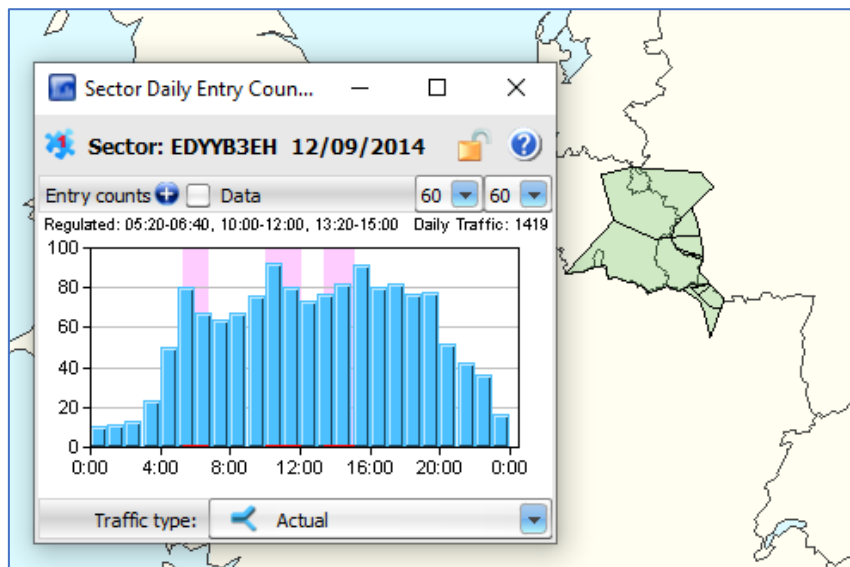 Sector Daily Entry Coun...
1 Sector: EDYYB3EH 12/09/2014 ?
Entry counts Data 60 60
Regulated: 05:20-06:40, 10:00-12:00, 13:20-15:00 Daily Traffic: 1419
100
80
60
40
20
0
0:00 4:00 8:00 12:00 16:00 20:00 0:00
Traffic type: Actual